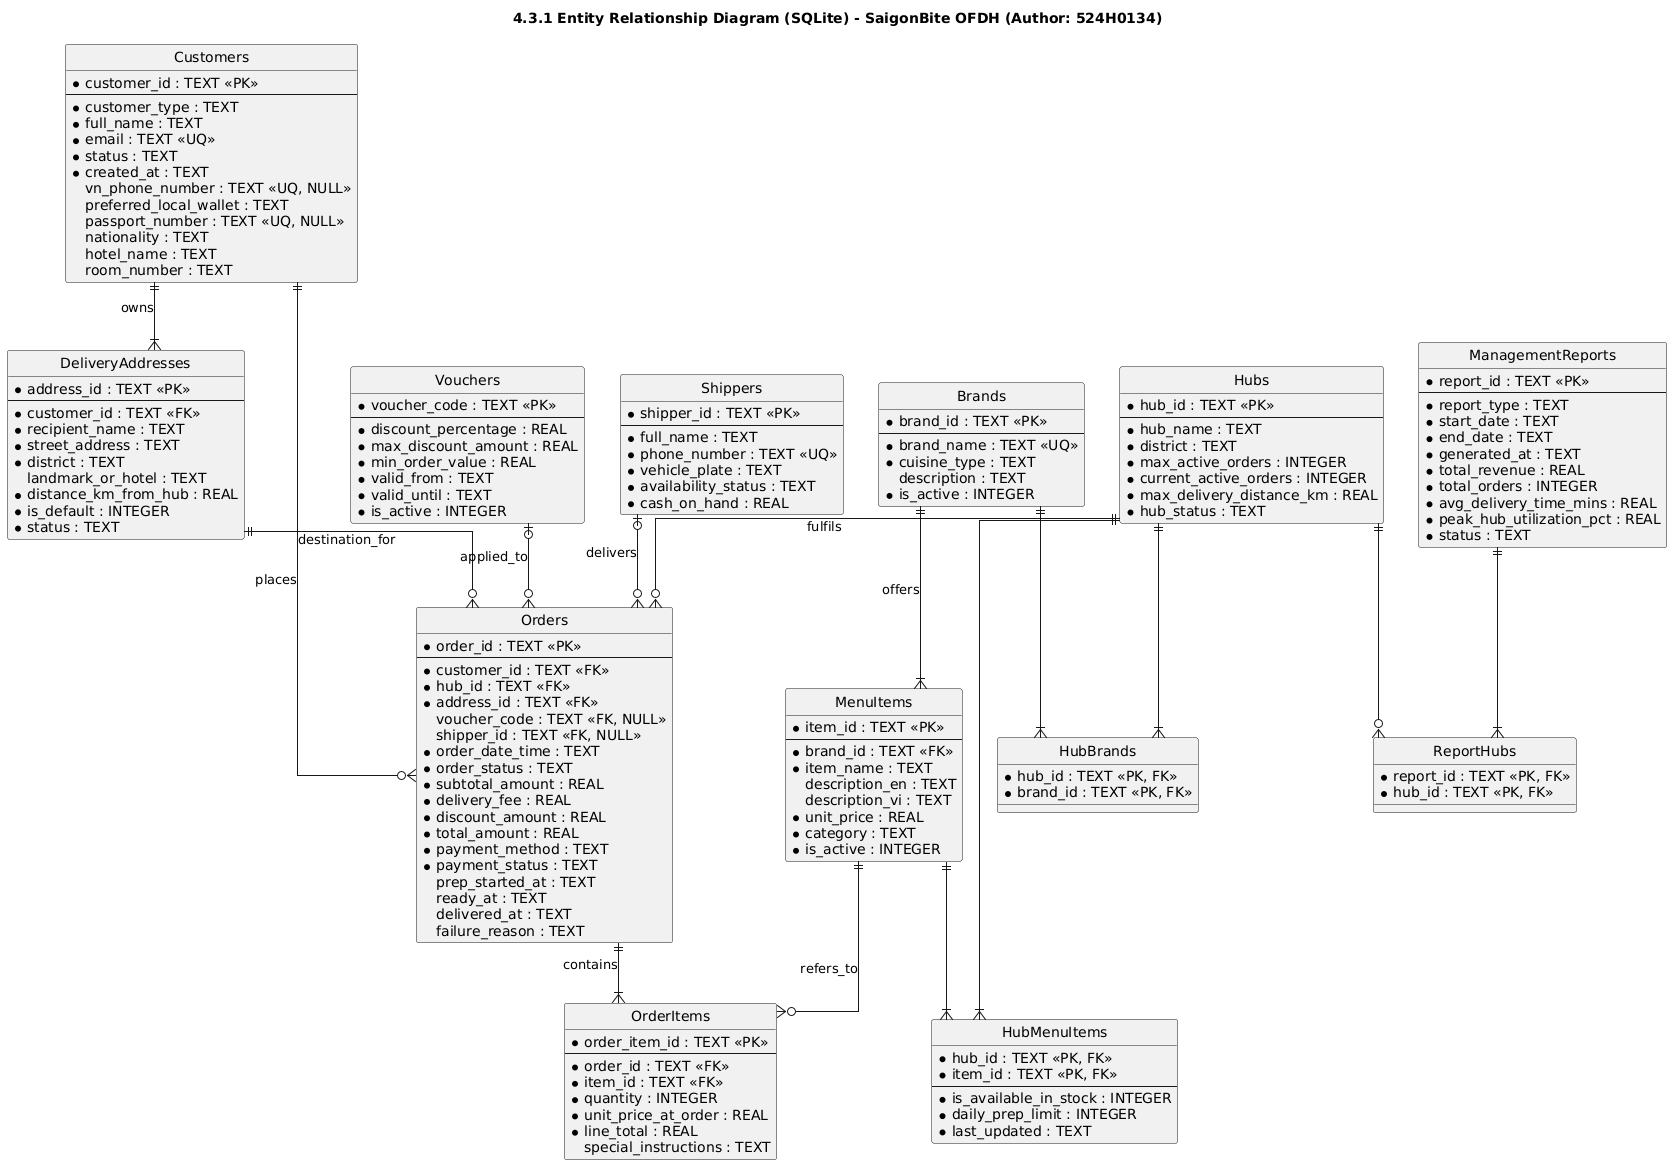 4.3.1 Entity Relationship Diagram (SQLite) - SaigonBite OFDH (Author: 524H0134)
Customers
customer_id : TEXT «PK»
customer_type : TEXT
full_name : TEXT
email : TEXT «UQ»
status : TEXT
created_at : TEXT
vn_phone_number : TEXT «UQ, NULL»
preferred_local_wallet : TEXT
passport_number : TEXT «UQ, NULL»
nationality : TEXT
hotel_name : TEXT
room_number : TEXT
owns
DeliveryAddresses
address_id : TEXT «PK»
customer_id : TEXT «FK»
recipient_name : TEXT
street_address : TEXT
district : TEXT
landmark_or_hotel : TEXT
distance_km_from_hub : REAL
is_default : INTEGER
status : TEXT
Vouchers
voucher_code : TEXT «PK»
discount_percentage : REAL
max_discount_amount : REAL
min_order_value : REAL
valid_from : TEXT
valid_until : TEXT
is_active : INTEGER
Shippers
shipper_id : TEXT «PK»
full_name : TEXT
phone_number : TEXT «UQ»
vehicle_plate : TEXT
availability_status : TEXT
cash_on_hand : REAL
Brands
brand_id : TEXT «PK»
brand_name : TEXT «UQ»
cuisine_type : TEXT
description : TEXT
is_active : INTEGER
Hubs
hub_id : TEXT «PK»
hub_name : TEXT
district : TEXT
max_active_orders : INTEGER
current_active_orders : INTEGER
max_delivery_distance_km : REAL
hub_status : TEXT
ManagementReports
report_id : TEXT «PK»
report_type : TEXT
start_date : TEXT
end_date : TEXT
generated_at : TEXT
total_revenue : REAL
total_orders : INTEGER
avg_delivery_time_mins : REAL
peak_hub_utilization_pct : REAL
status : TEXT
destination_for
applied_to
delivers
fulfils
places
offers
Orders
order_id : TEXT «PK»
customer_id : TEXT «FK»
hub_id : TEXT «FK»
address_id : TEXT «FK»
voucher_code : TEXT «FK, NULL»
shipper_id : TEXT «FK, NULL»
order_date_time : TEXT
order_status : TEXT
subtotal_amount : REAL
delivery_fee : REAL
discount_amount : REAL
total_amount : REAL
payment_method : TEXT
payment_status : TEXT
prep_started_at : TEXT
ready_at : TEXT
delivered_at : TEXT
failure_reason : TEXT
MenuItems
item_id : TEXT «PK»
brand_id : TEXT «FK»
item_name : TEXT
description_en : TEXT
description_vi : TEXT
unit_price : REAL
category : TEXT
is_active : INTEGER
HubBrands
hub_id : TEXT «PK, FK»
brand_id : TEXT «PK, FK»
ReportHubs
report_id : TEXT «PK, FK»
hub_id : TEXT «PK, FK»
contains
refers_to
OrderItems
order_item_id : TEXT «PK»
order_id : TEXT «FK»
item_id : TEXT «FK»
quantity : INTEGER
unit_price_at_order : REAL
line_total : REAL
special_instructions : TEXT
HubMenuItems
hub_id : TEXT «PK, FK»
item_id : TEXT «PK, FK»
is_available_in_stock : INTEGER
daily_prep_limit : INTEGER
last_updated : TEXT